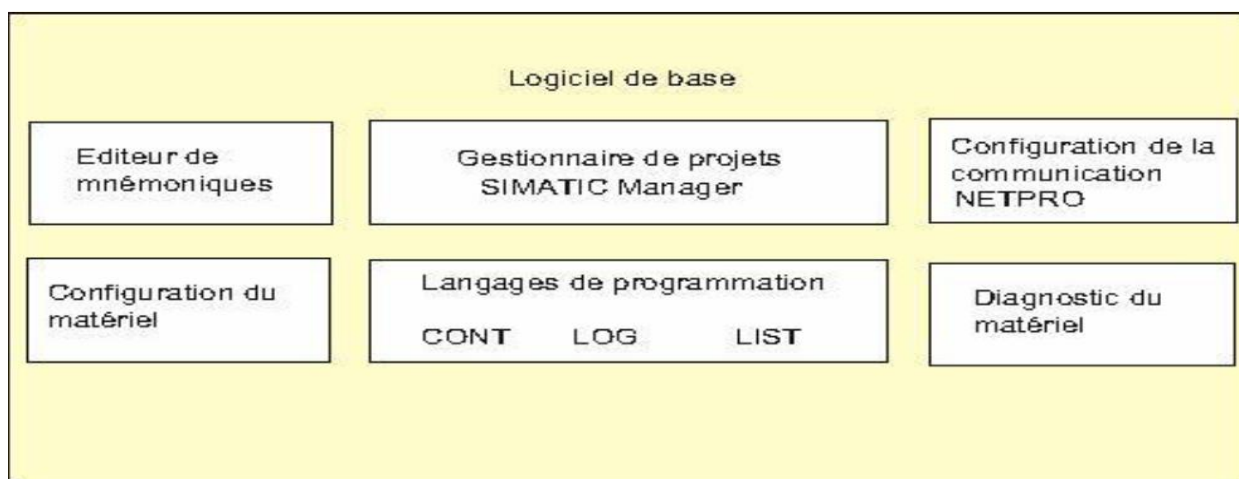 Logiciel de base
Editeur de
mnémoniques
Gestionnaire de projets
SIMATIC Manager
Configuration de la
communication
NETPRO
Configuration du
matériel
Langages de programmation
CONT LOG LIST
Diagnostic du
matériel